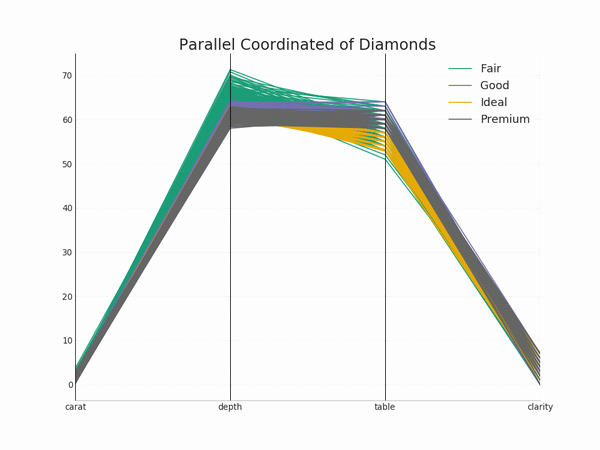 Parallel Coordinated of Diamonds
Fair
Good
Ideal
Premium
70
60
50
40
30
20
10
0
carat depth table clarity